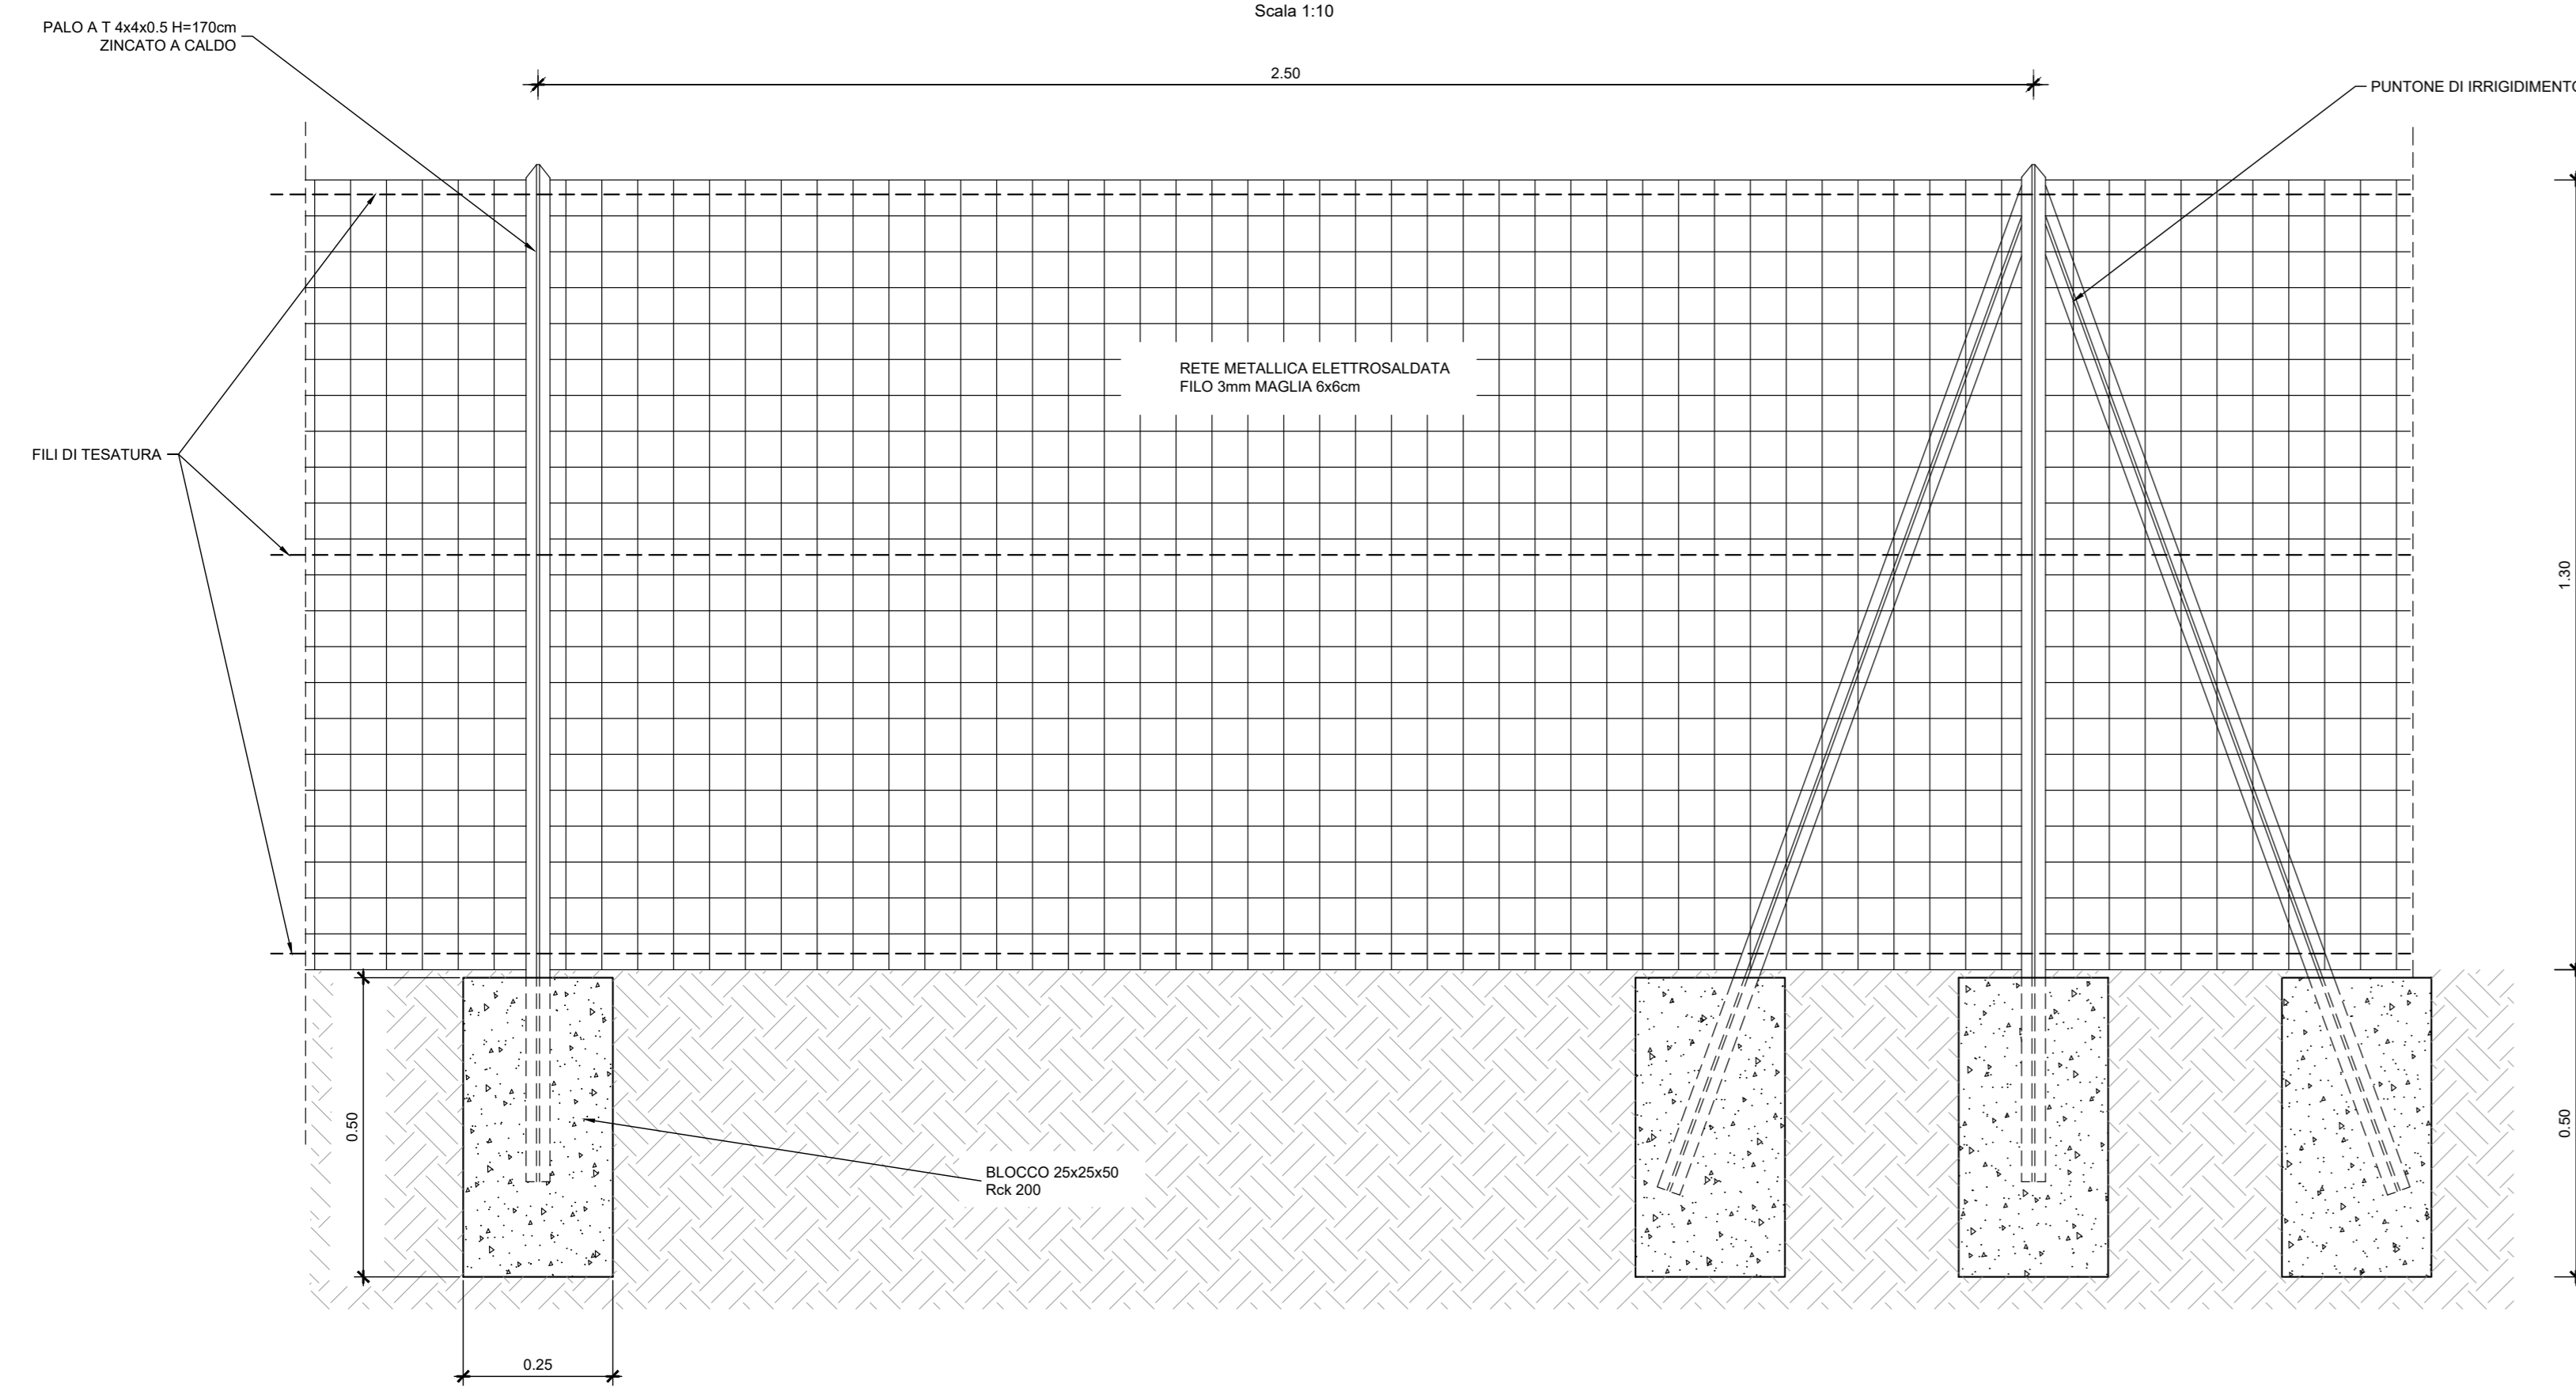 Scala 1:10
PALO A T 4x4x0.5 H=170cm
ZINCATO A CALDO
2.50
PUNTONE DI IRRIGIDIMENTO
RETE METALLICA ELETTROSALDATA
FILO 3mm MAGLIA 6x6cm
FILI DI TESATURA
1.30
0.50
0.50
BLOCCO 25x25x50
Rck 200
0.25